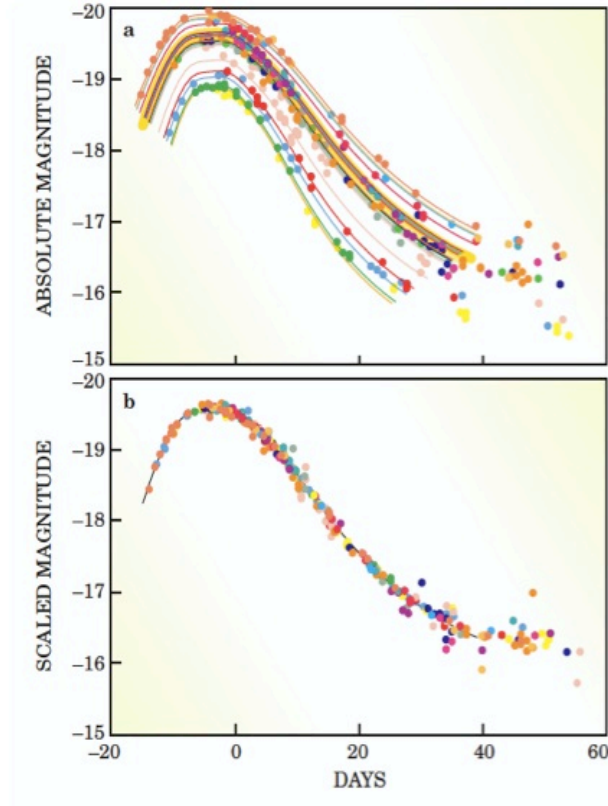 –20
a
–19
–18
–17
–16
–15
ABSOLUTE MAGNITUDE
–20
b
–19
–18
–17
–16
–15
SCALED MAGNITUDE
–20 0 20 40 60
DAYS